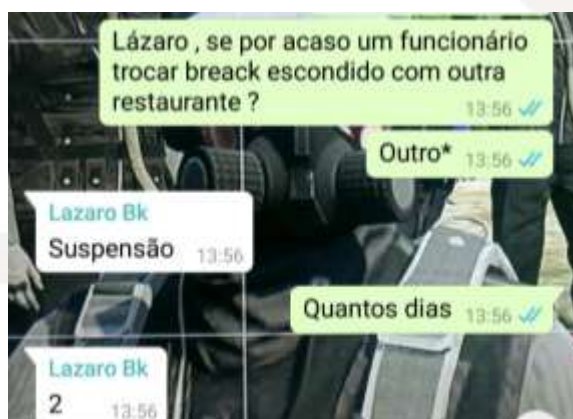 Lázaro , se por acaso um funcionário
trocar breack escondido com outra
restaurante ?
13:56
Outro* 13:56
Lazaro Bk
Suspensão 13:56
Quantos dias 13:56
Lazaro Bk
2 13:56